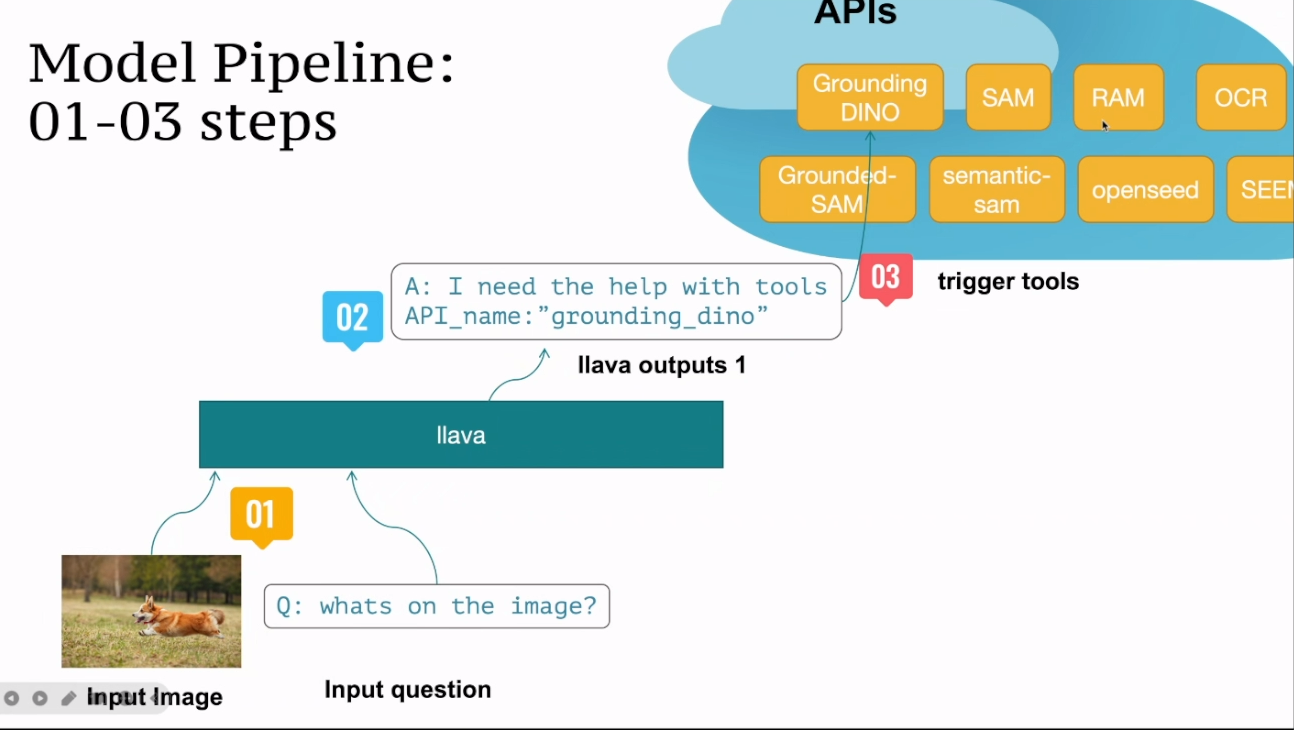 Model Pipeline:
01-03 steps
APIs
Grounding
DINO
SAM
RAM
OCR
Grounded-
SAM
semantic-
sam
openseed
SEEM
03
trigger tools
02
A: I need the help with tools
API_name:”grounding_dino”
llava outputs 1
llava
01
Q: whats on the image?
Input Image
Input question